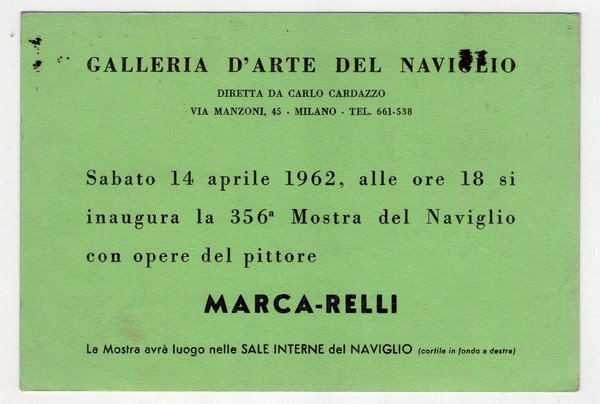 GALLERIA D'ARTE DEL NAVIGLIO
DIRETTA DA CARLO CARDAZZO
VIA MANZONI, 45 - MILANO - TEL. 661-538
Sabato 14 aprile 1962, alle ore 18 si
inaugura la 356ª Mostra del Naviglio
con opere del pittore
MARCA-RELLI
La Mostra avrà luogo nelle SALE INTERNE del NAVIGLIO (cortile in fondo a destra)